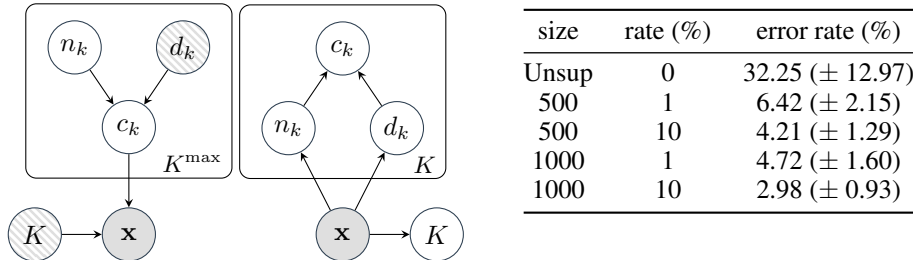 n_k d_k
c_k
K^max
K x
c_k
n_k d_k
K
x K
size rate (%) error rate (%)
Unsup 0 32.25 (± 12.97)
500 1 6.42 (± 2.15)
500 10 4.21 (± 1.29)
1000 1 4.72 (± 1.60)
1000 10 2.98 (± 0.93)